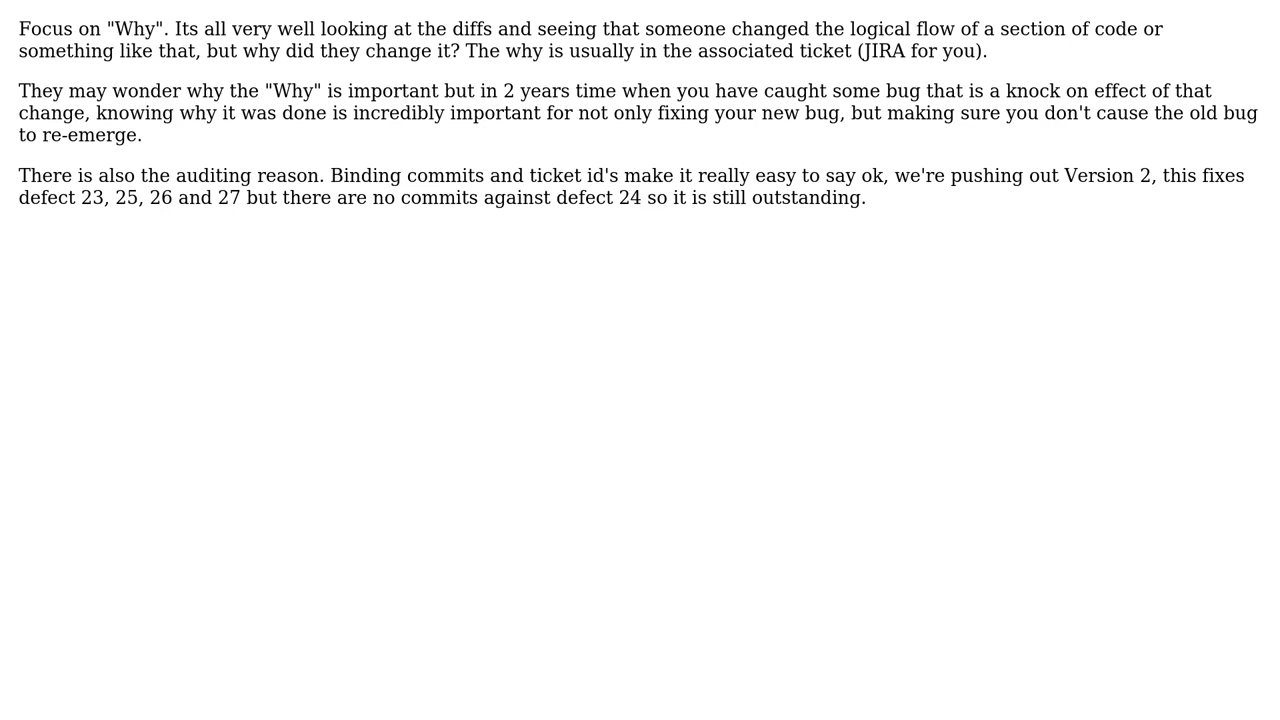 Focus on "Why". Its all very well looking at the diffs and seeing that someone changed the logical flow of a section of code or
something like that, but why did they change it? The why is usually in the associated ticket (JIRA for you).
They may wonder why the "Why" is important but in 2 years time when you have caught some bug that is a knock on effect of that
change, knowing why it was done is incredibly important for not only fixing your new bug, but making sure you don't cause the old bug
to re-emerge.
There is also the auditing reason. Binding commits and ticket id's make it really easy to say ok, we're pushing out Version 2, this fixes
defect 23, 25, 26 and 27 but there are no commits against defect 24 so it is still outstanding.